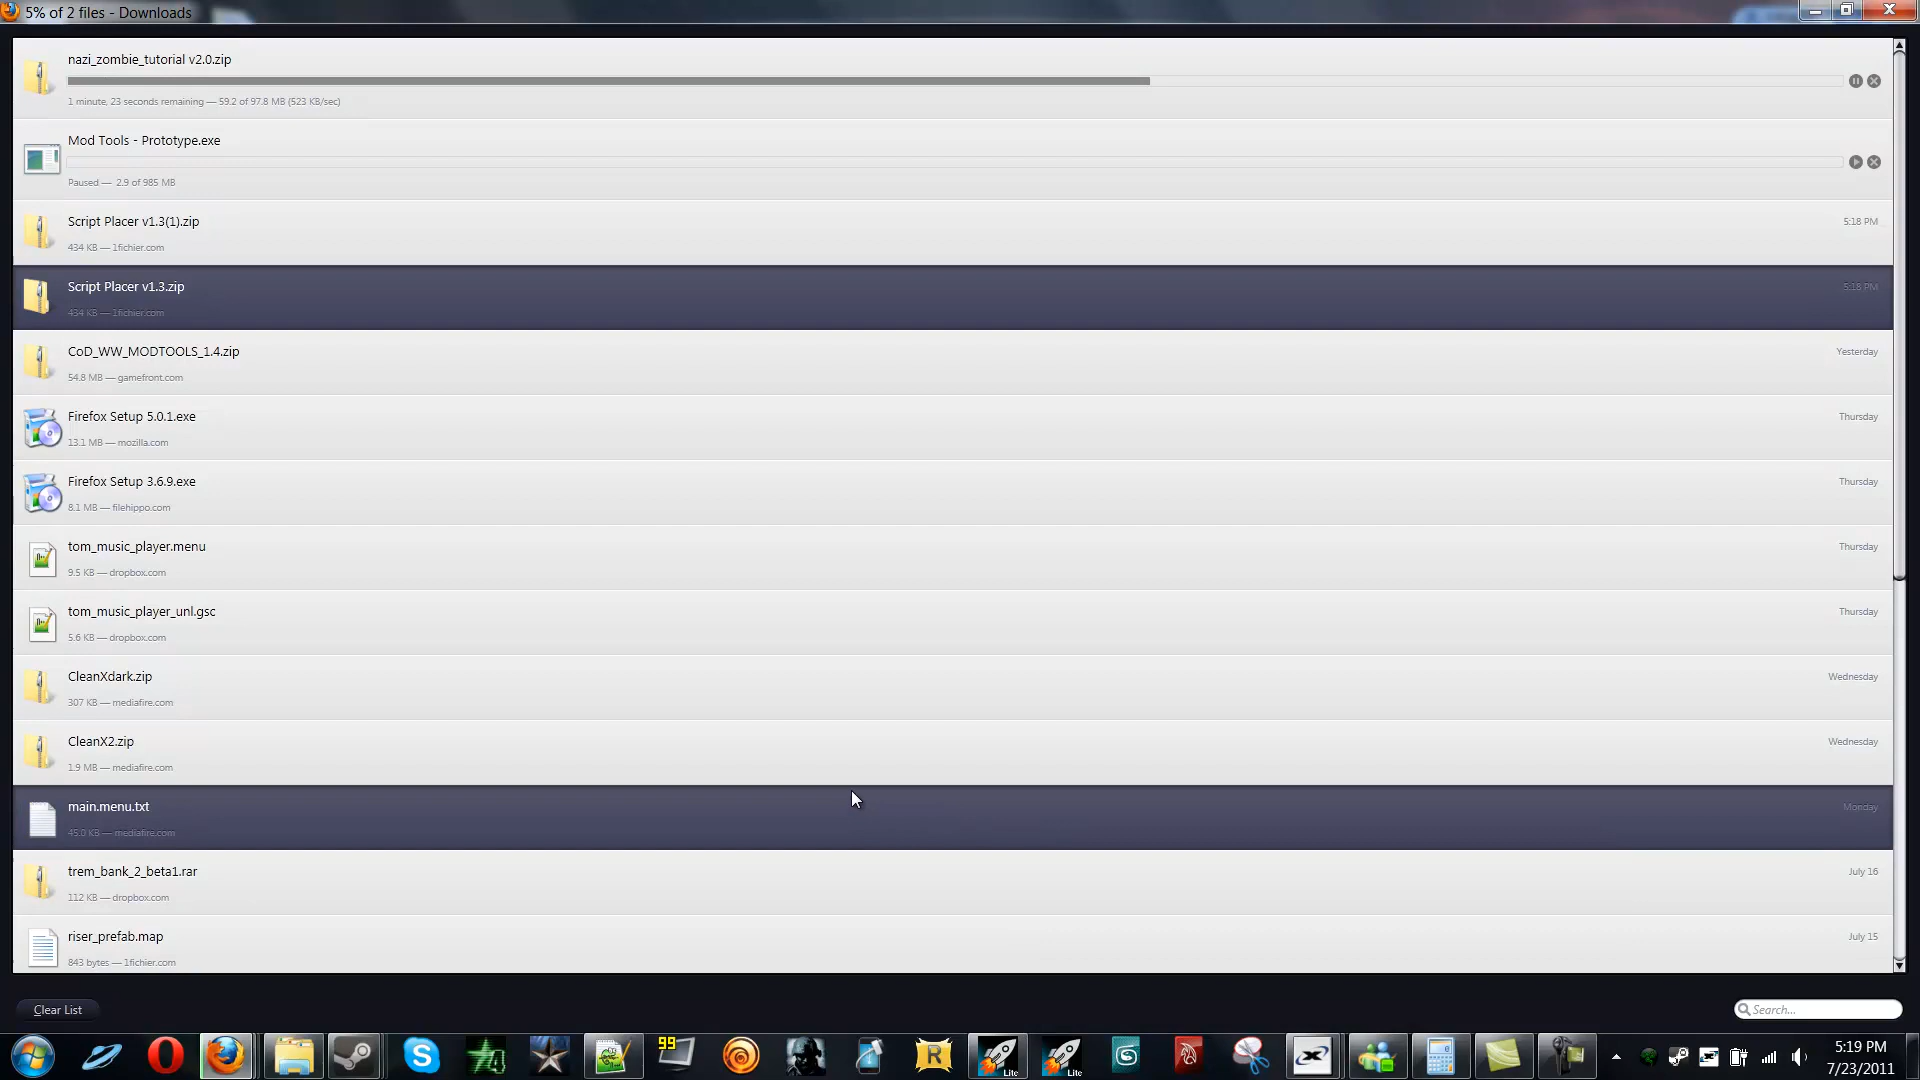 5% of 2 files - Downloads
nazi_zombie_tutorial v2.0.zip
1 minute, 23 seconds remaining — 59.2 of 97.8 MB (523 KB/sec)
Mod Tools - Prototype.exe
Paused — 2.9 of 985 MB
Script Placer v1.3(1).zip
5:18 PM
434 KB — 1fichier.com
Script Placer v1.3.zip
5:18 PM
434 KB — 1fichier.com
CoD_WW_MODTOOLS_1.4.zip
Yesterday
54.8 MB — gamefront.com
Firefox Setup 5.0.1.exe
Thursday
13.1 MB — mozilla.com
Firefox Setup 3.6.9.exe
Thursday
8.1 MB — filehippo.com
tom_music_player.menu
Thursday
9.5 KB — dropbox.com
tom_music_player_unl.gsc
Thursday
5.6 KB — dropbox.com
CleanXdark.zip
Wednesday
307 KB — mediafire.com
CleanX2.zip
Wednesday
1.9 MB — mediafire.com
main.menu.txt
Monday
45.0 KB — mediafire.com
trem_bank_2_beta1.rar
July 16
112 KB — dropbox.com
riser_prefab.map
July 15
843 bytes — 1fichier.com
Clear List
Search...
99
R
Lite
Lite
5:19 PM
7/23/2011